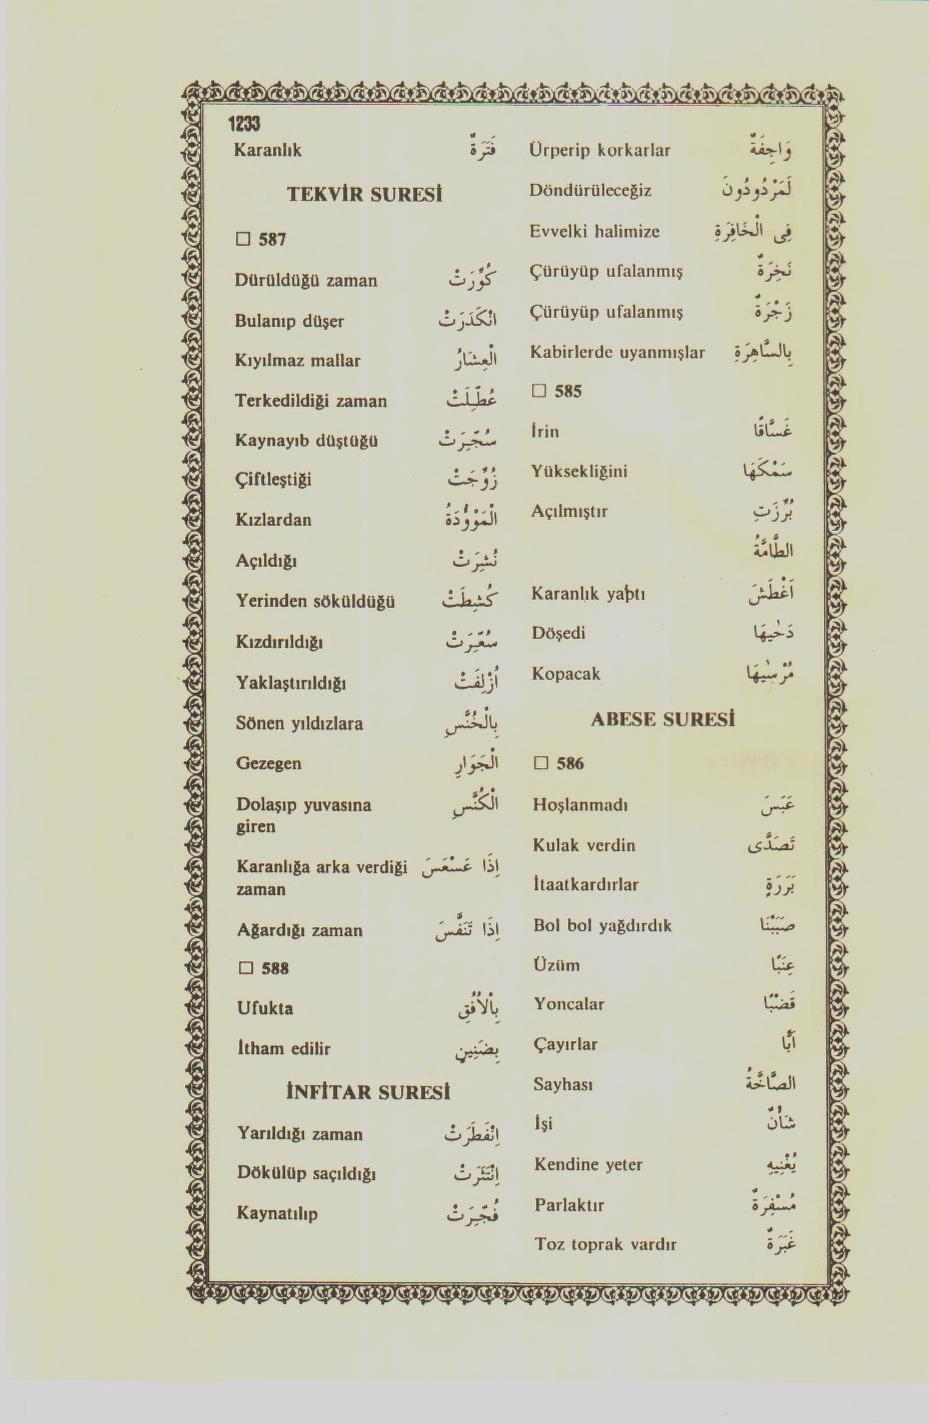 1233
Ürperip korkarlar وَاجِفَةٌ
Döndürüleceğiz لَمَرْدُودُونَ
Evvelki halimize فِى الْحَافِرَةِ
Çürüyüp ufalanmış نَخِرَةً
Çürüyüp ufalanmış زَجْرَةٌ
Kabirlerde uyanmışlar بِالسَّاهِرَةِ
□ 585
İrin غَسَّاقًا
Yüksekliğini سَمْكَهَا
Açılmıştır بُرِّزَتِ
الطَّامَّةُ
Karanlık yaptı اَغْطَشَ
Döşedi دَحٰيهَا
Kopacak مُرْسٰيهَا
ABESE SURESİ
□ 586
Hoşlanmadı عَبَسَ
Kulak verdin تَصَدّٰى
İtaatkardırlar بَرَرَةٍ
Bol bol yağdırdık صَبَبْنَا
Üzüm عِنَبًا
Yoncalar قَضْبًا
Çayırlar اَبًّا
Sayhası الصَّاخَّةُ
İşi شَأْنٌ
Kendine yeter يُغْنِيهِ
Parlaktır مُسْفِرَةٌ
Toz toprak vardır غَبَرَةٌ
Karanlık قَتَرَةٌ
TEKVİR SURESİ
□ 587
Dürüldüğü zaman كُوِّرَتْ
Bulanıp düşer انْكَدَرَتْ
Kıyılmaz mallar الْعِشَارُ
Terkedildiği zaman عُطِّلَتْ
Kaynayıb düştüğü سُجِّرَتْ
Çiftleştiği زُوِّجَتْ
Kızlardan الْمَوْؤُدَةُ
Açıldığı نُشِرَتْ
Yerinden söküldüğü كُشِطَتْ
Kızdırıldığı سُعِّرَتْ
Yaklaştırıldığı اُزْلِفَتْ
Sönen yıldızlara بِالْخُنَّسِ
Gezegen الْجَوَارِ
Dolaşıp yuvasına الْكُنَّسِ
giren
Karanlığa arka verdiği اِذَا عَسْعَسَ
zaman
Ağardığı zaman اِذَا تَنَفَّسَ
□ 588
Ufukta بِاْلاُفُقِ
İtham edilir بِضَنِينٍ
İNFİTAR SURESİ
Yarıldığı zaman اِنْفَطَرَتْ
Dökülüp saçıldığı اِنْتَثَرَتْ
Kaynatılıp فُجِّرَتْ